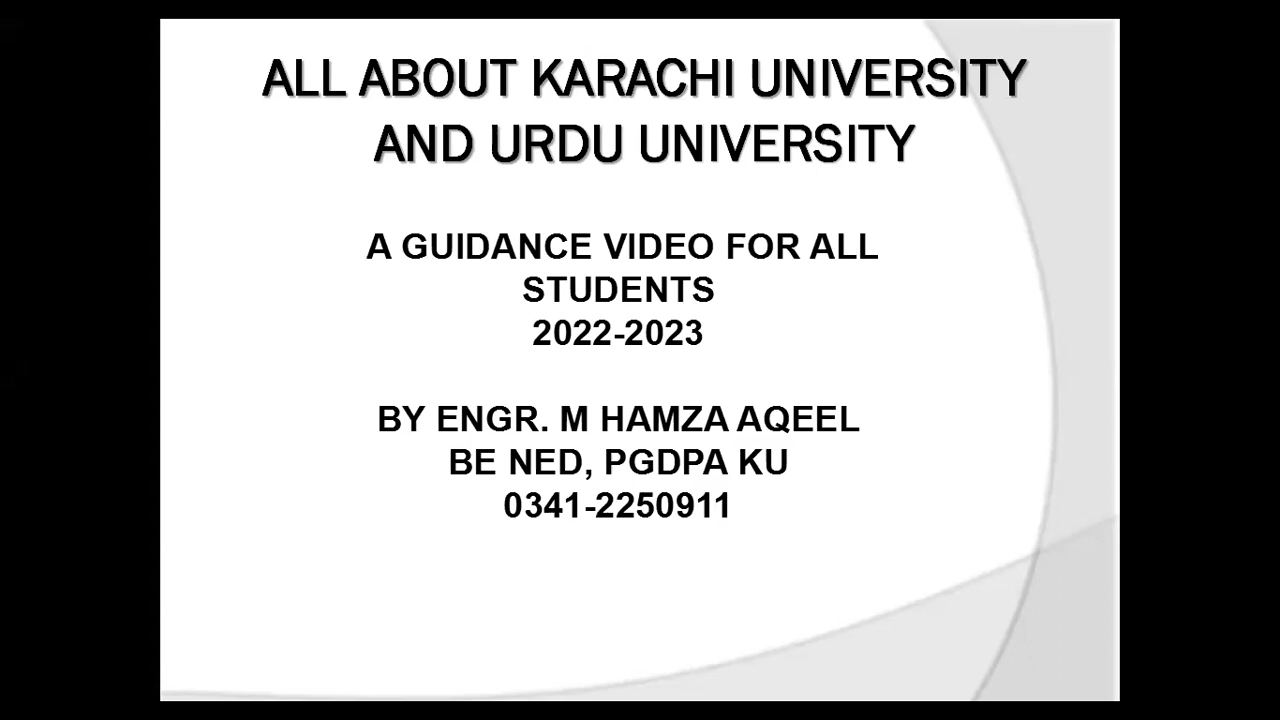 ALL ABOUT KARACHI UNIVERSITY
AND URDU UNIVERSITY
A GUIDANCE VIDEO FOR ALL
STUDENTS
2022-2023
BY ENGR. M HAMZA AQEEL
BE NED, PGDPA KU
0341-2250911